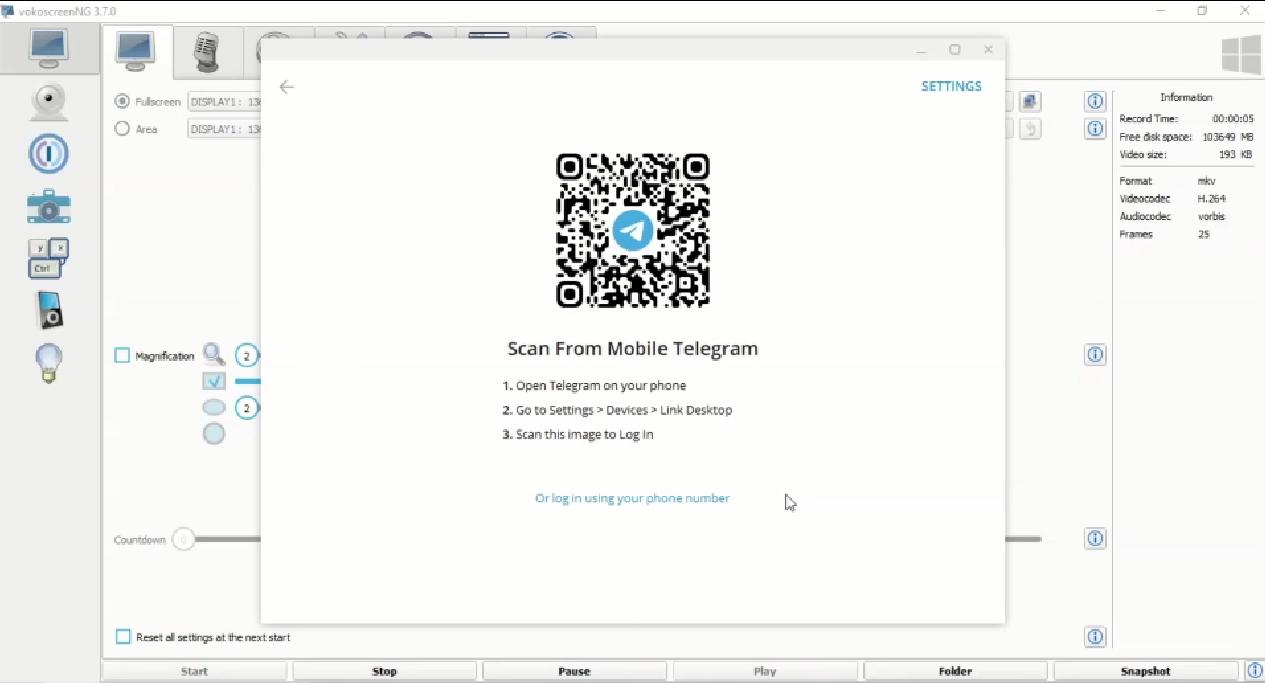 vokoscreenNG 3.7.0
SETTINGS
Fullscreen
DISPLAY1 :
Area
DISPLAY1 :
Information
Record Time: 00:00:05
Free disk space: 103649 MB
Video size: 193 KB
Format mkv
Videocodec H.264
Audiocodec vorbis
Frames 25
Scan From Mobile Telegram
1. Open Telegram on your phone
2. Go to Settings > Devices > Link Desktop
3. Scan this image to Log In
Or log in using your phone number
y x
Ctrl
Magnification 2
2
Countdown 0
Reset all settings at the next start
Start Stop Pause Play Folder Snapshot